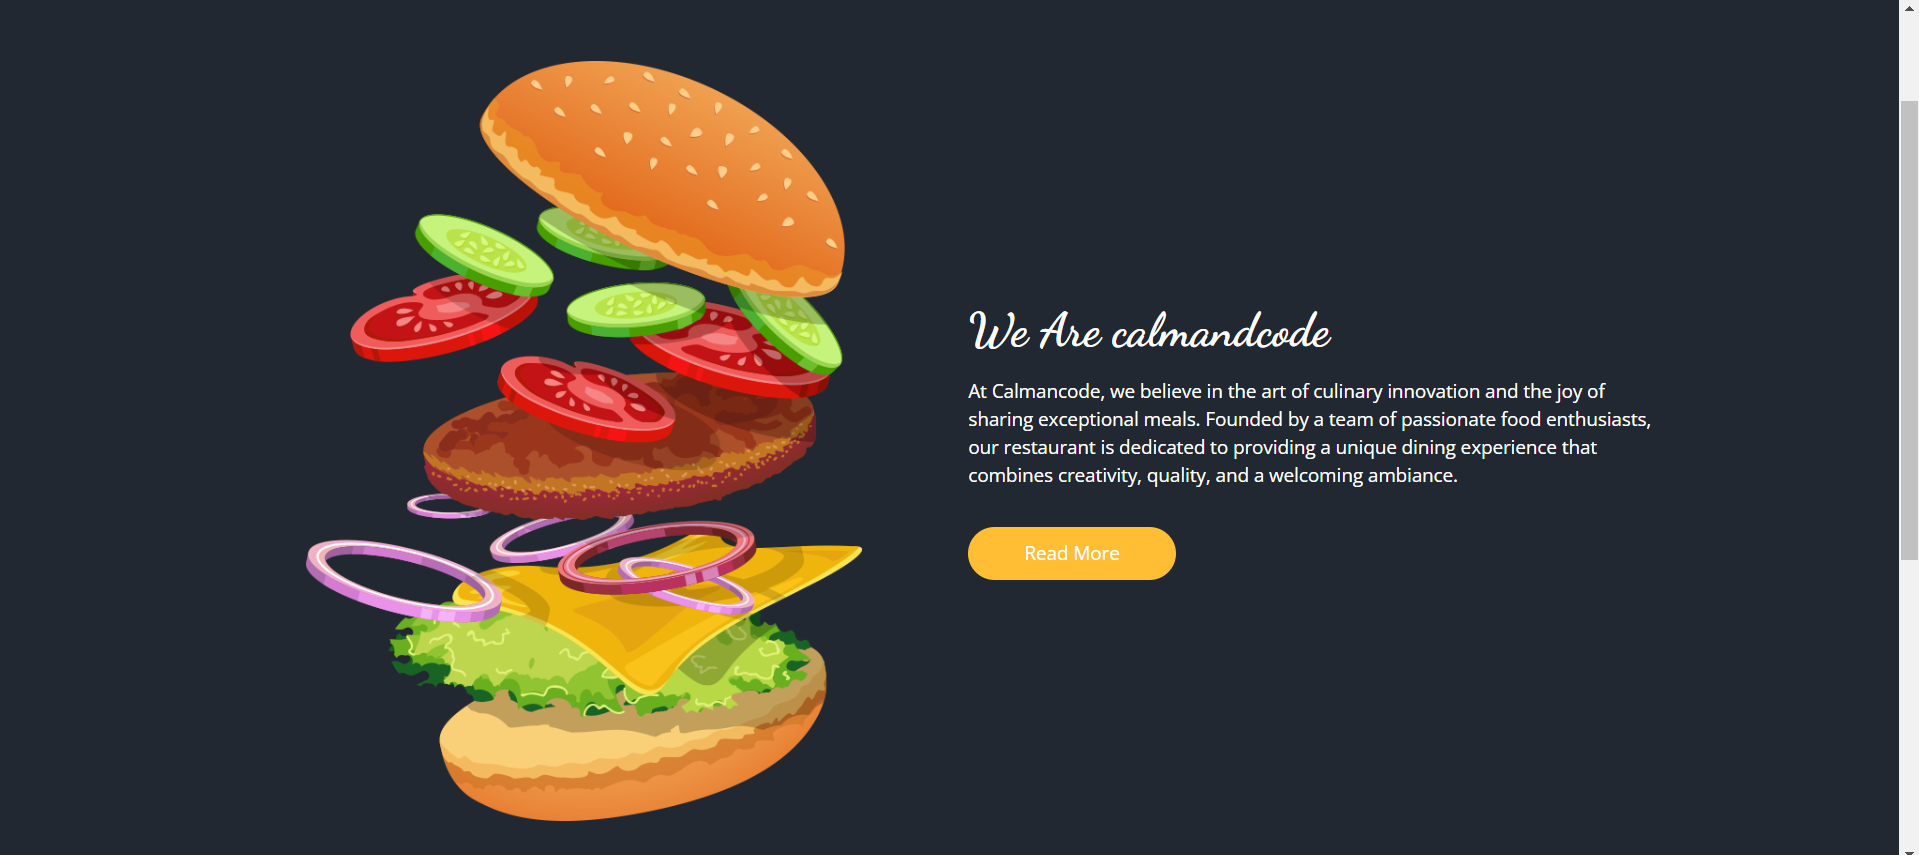 We Are calmandcode
At Calmancode, we believe in the art of culinary innovation and the joy of
sharing exceptional meals. Founded by a team of passionate food enthusiasts,
our restaurant is dedicated to providing a unique dining experience that
combines creativity, quality, and a welcoming ambiance.
Read More